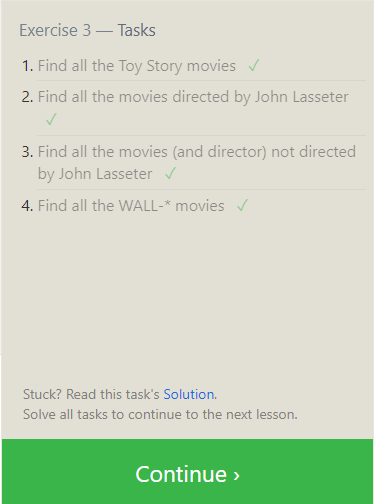 Exercise 3 — Tasks
1. Find all the Toy Story movies ✓
2. Find all the movies directed by John Lasseter
✓
3. Find all the movies (and director) not directed
by John Lasseter ✓
4. Find all the WALL-* movies ✓
Stuck? Read this task's Solution.
Solve all tasks to continue to the next lesson.
Continue ›